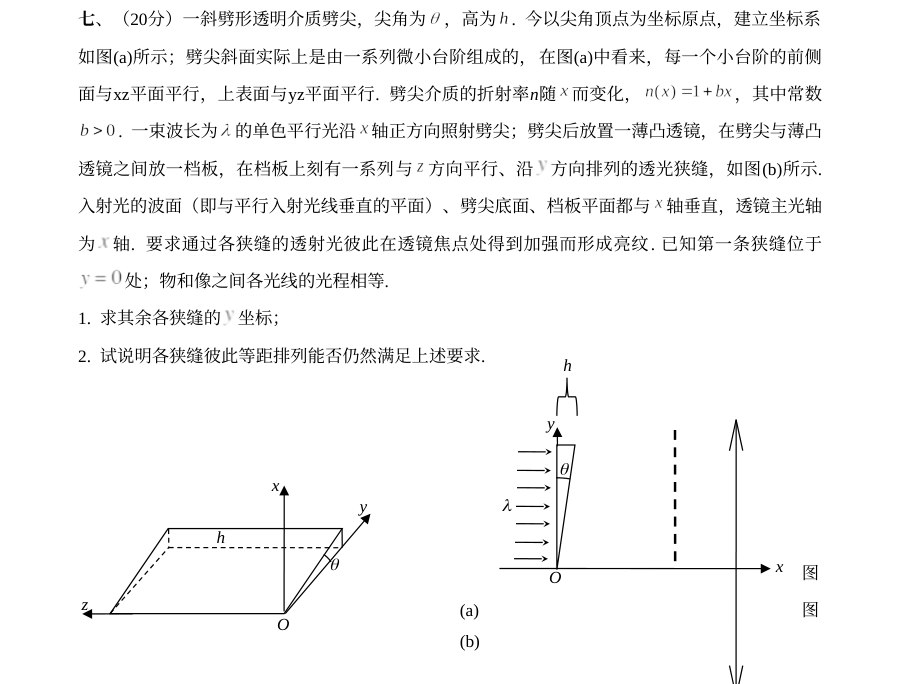 七、（20分）一斜劈形透明介质劈尖，尖角为θ，高为h. 今以尖角顶点为坐标原点，建立坐标系
如图(a)所示；劈尖斜面实际上是由一系列微小台阶组成的，在图(a)中看来，每一个小台阶的前侧
面与xz平面平行，上表面与yz平面平行. 劈尖介质的折射率n随x而变化，n(x)=1+bx，其中常数
b>0. 一束波长为λ的单色平行光沿x轴正方向照射劈尖；劈尖后放置一薄凸透镜，在劈尖与薄凸
透镜之间放一档板，在档板上刻有一系列与z方向平行、沿y方向排列的透光狭缝，如图(b)所示.
入射光的波面（即与平行入射光线垂直的平面）、劈尖底面、档板平面都与x轴垂直，透镜主光轴
为x轴. 要求通过各狭缝的透射光彼此在透镜焦点处得到加强而形成亮纹. 已知第一条狭缝位于
y=0处；物和像之间各光线的光程相等.
1. 求其余各狭缝的y坐标；
2. 试说明各狭缝彼此等距排列能否仍然满足上述要求.
h
y
θ
λ
O
x
x
y
h
θ
z
O
图
(a)
图
(b)